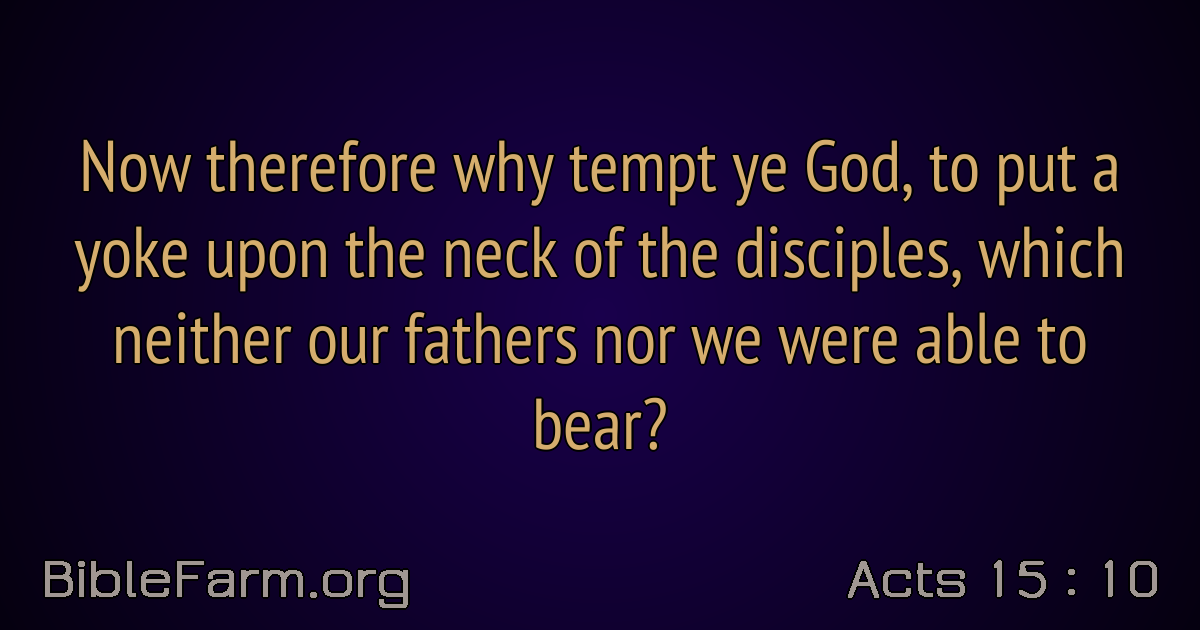 Now therefore why tempt ye God, to put a
yoke upon the neck of the disciples, which
neither our fathers nor we were able to
bear?
BibleFarm.org
Acts 15 : 10